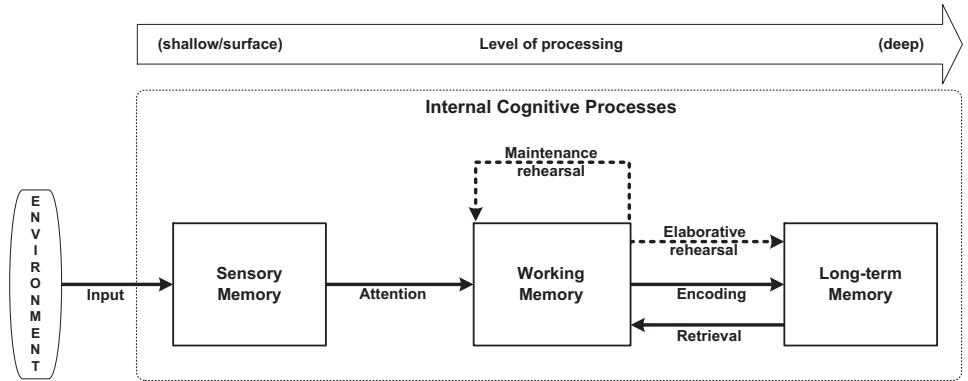 (shallow/surface) Level of processing (deep)
Internal Cognitive Processes
Maintenance
rehearsal
ENVIRONMENT
Input
Sensory
Memory
Attention
Working
Memory
Elaborative
rehearsal
Encoding
Retrieval
Long-term
Memory